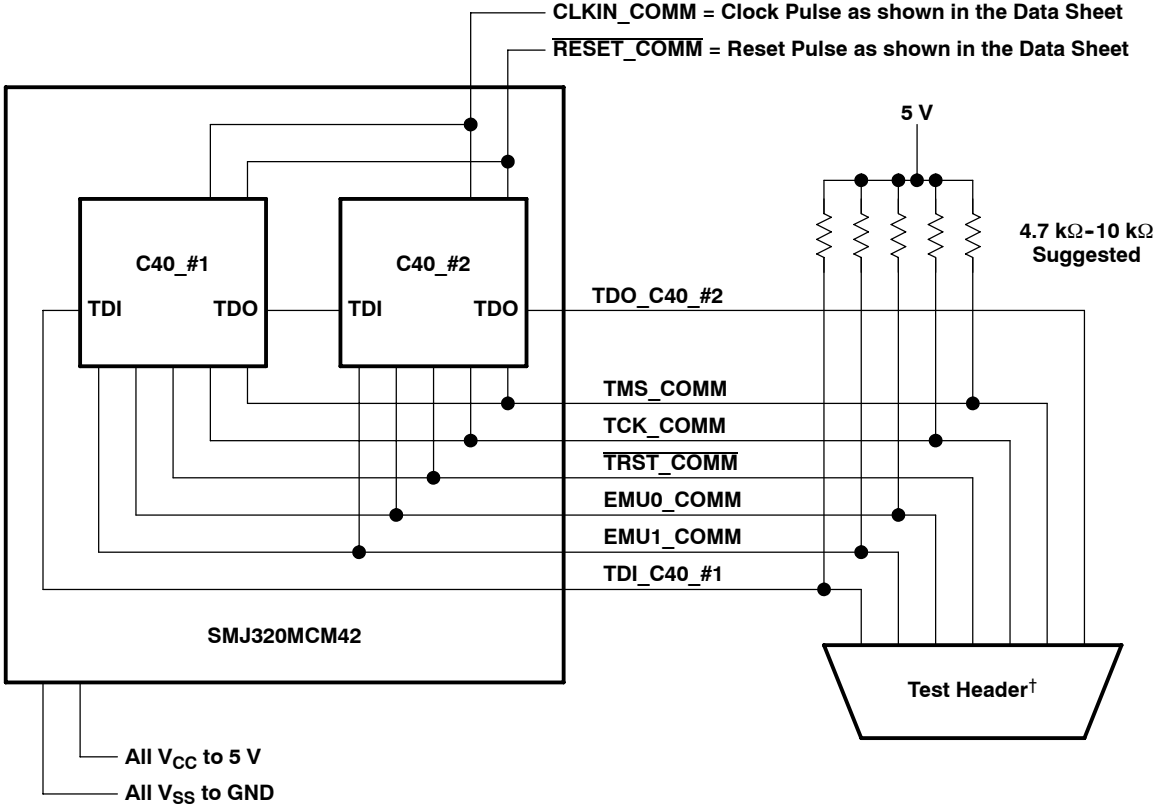 CLKIN_COMM = Clock Pulse as shown in the Data Sheet
RESET_COMM = Reset Pulse as shown in the Data Sheet
5 V
4.7 kΩ-10 kΩ
Suggested
C40_#1
C40_#2
TDI
TDO
TDI
TDO
TDO_C40_#2
TMS_COMM
TCK_COMM
TRST_COMM
EMU0_COMM
EMU1_COMM
TDI_C40_#1
SMJ320MCM42
Test Header†
All VCC to 5 V
All VSS to GND